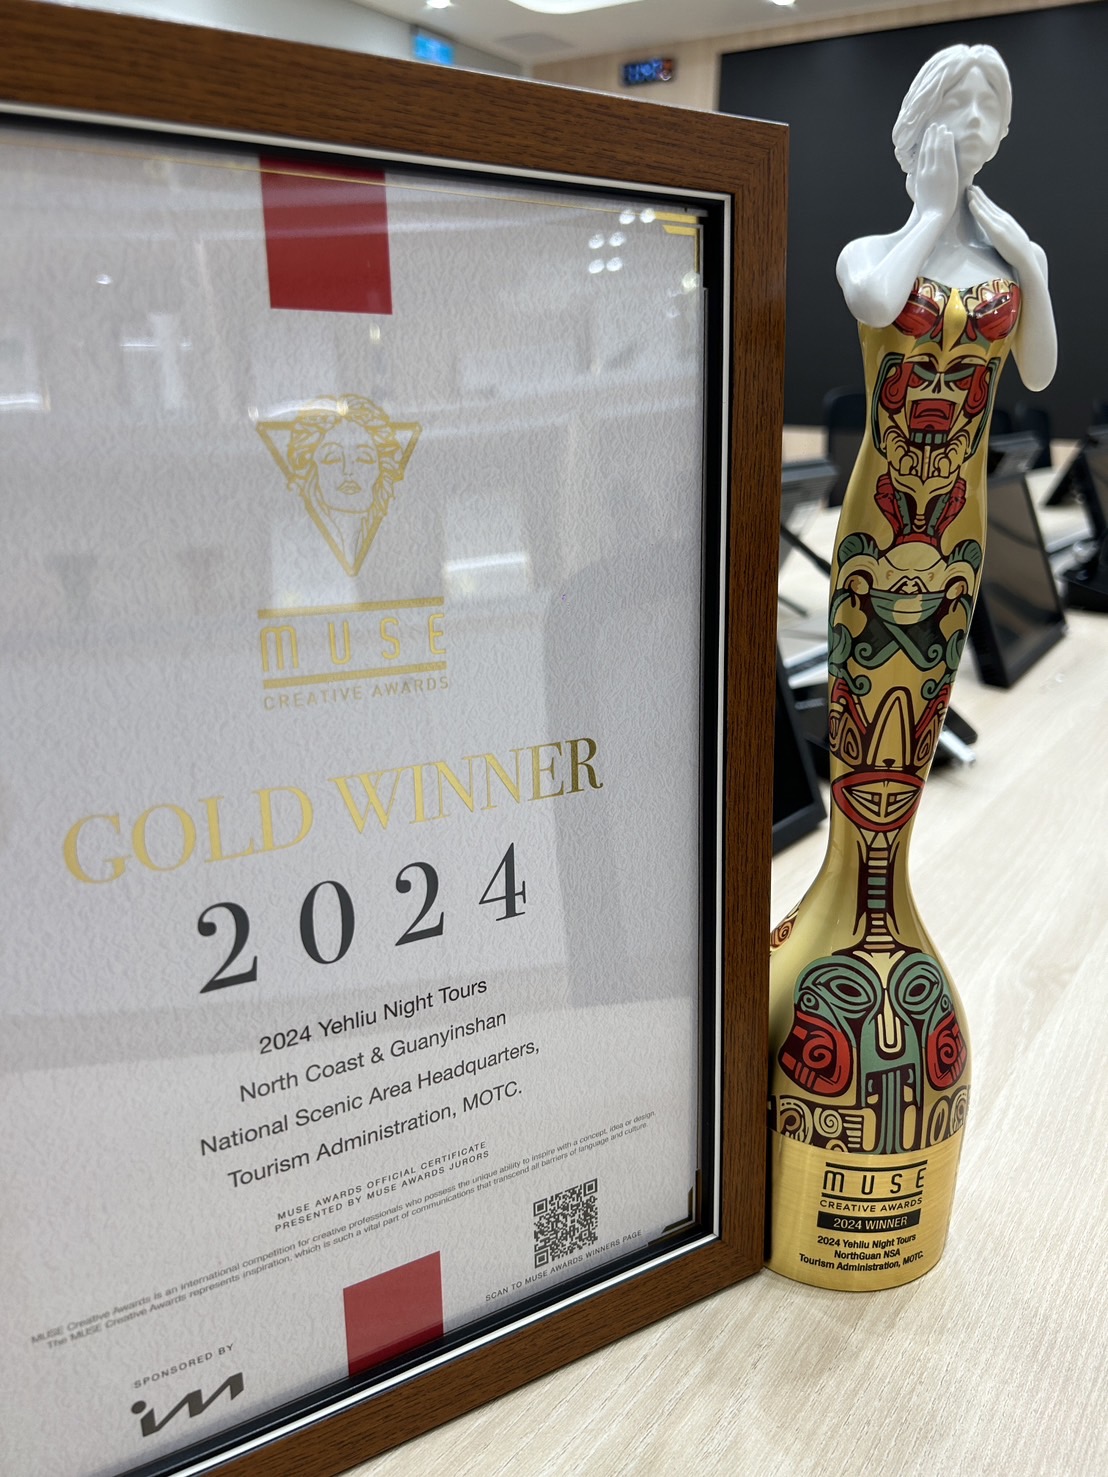 MUSE
CREATIVE AWARDS
GOLD WINNER
2024
2024 Yehliu Night Tours
North Coast & Guanyinshan
National Scenic Area Headquarters,
Tourism Administration, MOTC.
MUSE AWARDS OFFICIAL CERTIFICATE
PRESENTED BY MUSE AWARDS JURORS
MUSE Creative Awards is an International competition for creative professionals who possess the unique ability to inspire with a concept, idea or design.
The 'MUSE Creative Awards represents inspiration, which is such a vital part of communications that transcend all barriers of language and culture.
SCAN TO MUSE AWARDS WINNERS PAGE
SPONSORED BY
MUSE
CREATIVE AWARDS
2024 WINNER
2024 Yehliu Night Tours
NorthGuan NSA
Tourism Administration, MOTC.